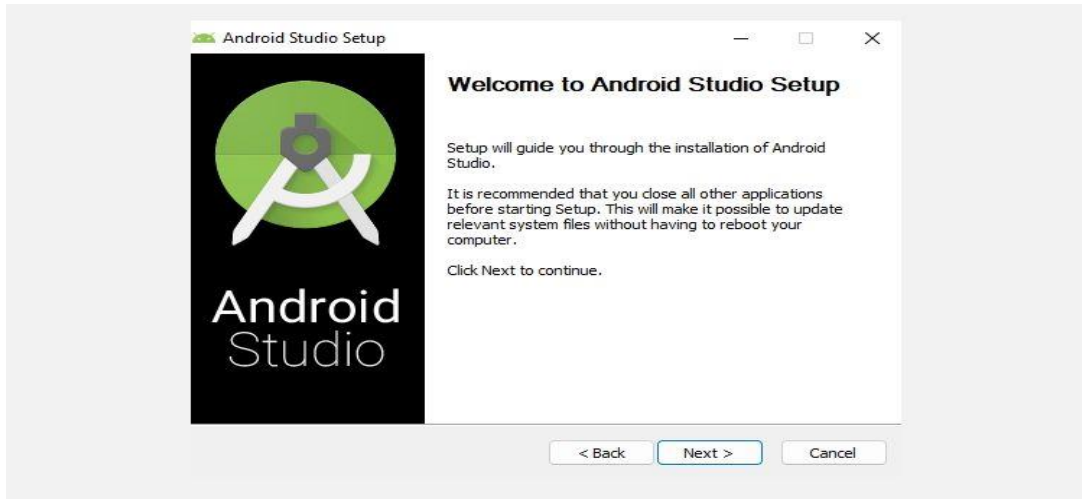 Android Studio Setup
Welcome to Android Studio Setup
Setup will guide you through the installation of Android
Studio.
It is recommended that you close all other applications
before starting Setup. This will make it possible to update
relevant system files without having to reboot your
computer.
Click Next to continue.
Android
Studio
< Back
Next >
Cancel